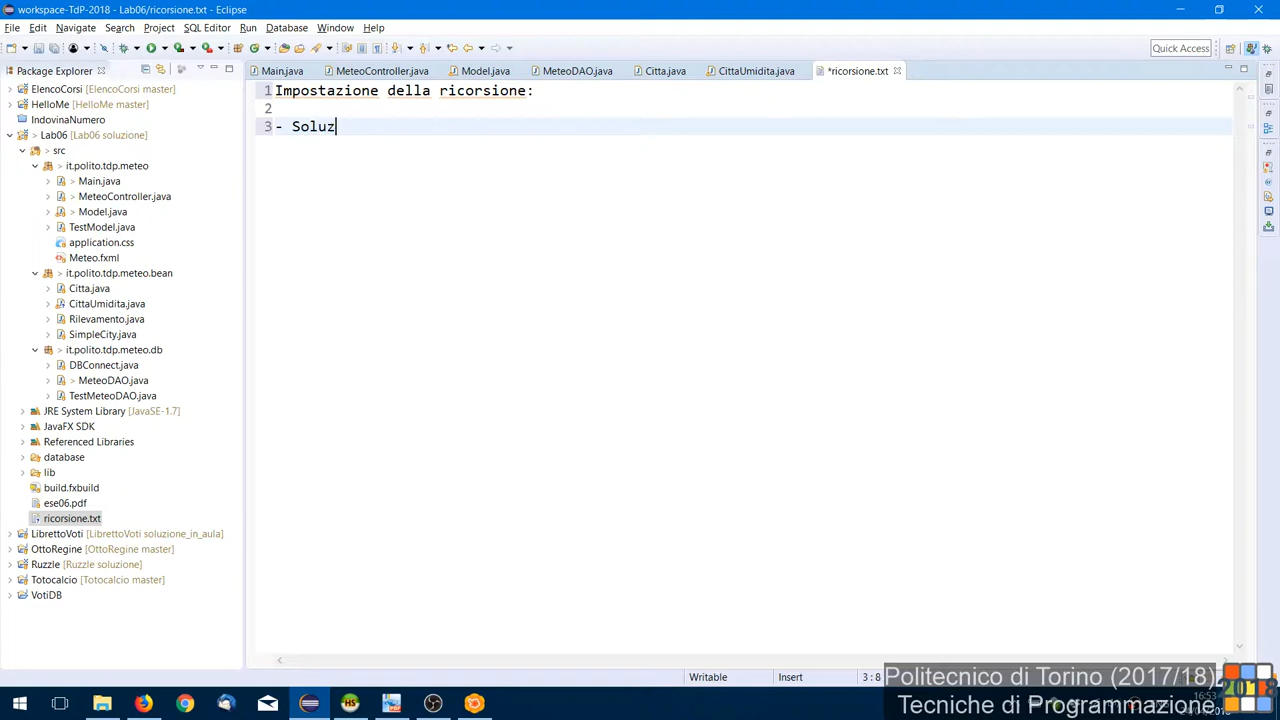 workspace-TdP-2018 - Lab06/ricorsione.txt - Eclipse
File Edit Navigate Search Project SQL Editor Run Database Window Help
Quick Access
Package Explorer
Main.java MeteoController.java Model.java MeteoDAO.java Citta.java CittaUmidita.java *ricorsione.txt
ElencoCorsi [ElencoCorsi master]
HelloMe [HelloMe master]
IndovinaNumero
> Lab06 [Lab06 soluzione]
> src
> it.polito.tdp.meteo
> Main.java
> MeteoController.java
> Model.java
TestModel.java
application.css
Meteo.fxml
> it.polito.tdp.meteo.bean
Citta.java
CittaUmidita.java
Rilevamento.java
SimpleCity.java
> it.polito.tdp.meteo.db
DBConnect.java
> MeteoDAO.java
TestMeteoDAO.java
JRE System Library [JavaSE-1.7]
JavaFX SDK
Referenced Libraries
database
lib
build.fxbuild
ese06.pdf
ricorsione.txt
LibrettoVoti [LibrettoVoti soluzione_in_aula]
OttoRegine [OttoRegine master]
Ruzzle [Ruzzle soluzione]
Totocalcio [Totocalcio master]
VotiDB
1 Impostazione della ricorsione:
2
3 - Soluz
Writable Insert 3 : 8
Politecnico di Torino (2017/18)
Tecniche di Programmazione
16:53
2018
HS